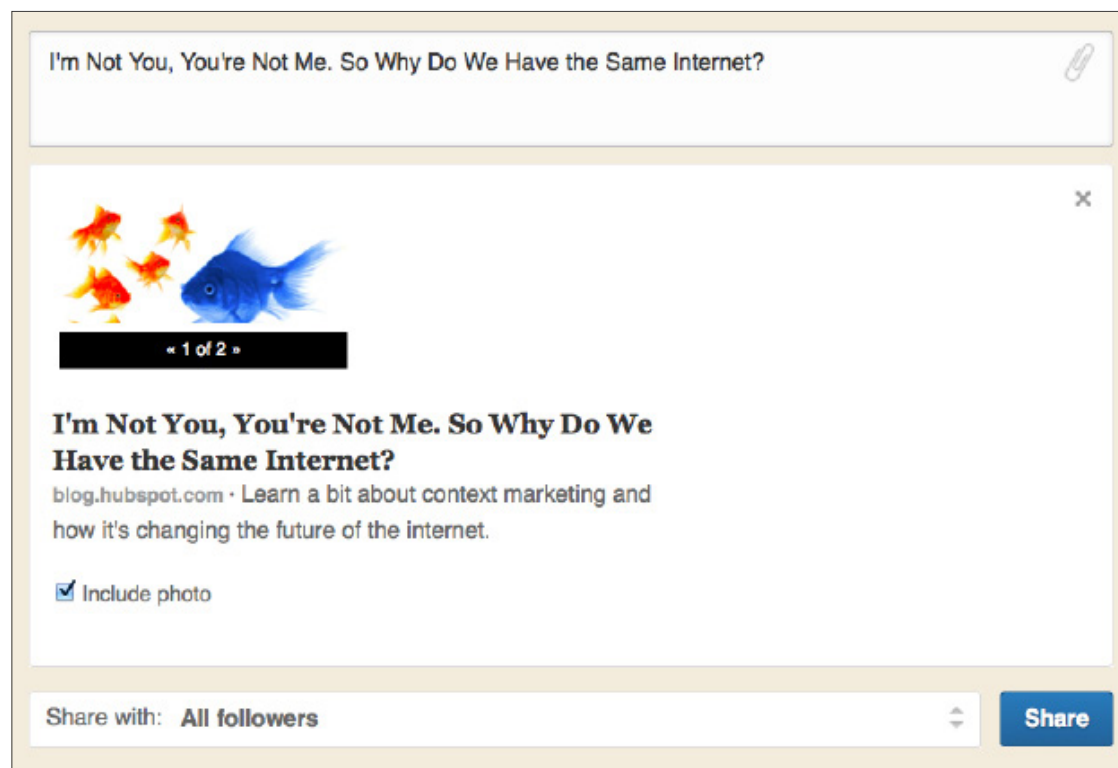 I'm Not You, You're Not Me. So Why Do We Have the Same Internet?
« 1 of 2 »
I'm Not You, You're Not Me. So Why Do We
Have the Same Internet?
blog.hubspot.com · Learn a bit about context marketing and
how it's changing the future of the internet.
Include photo
Share with: All followers
Share